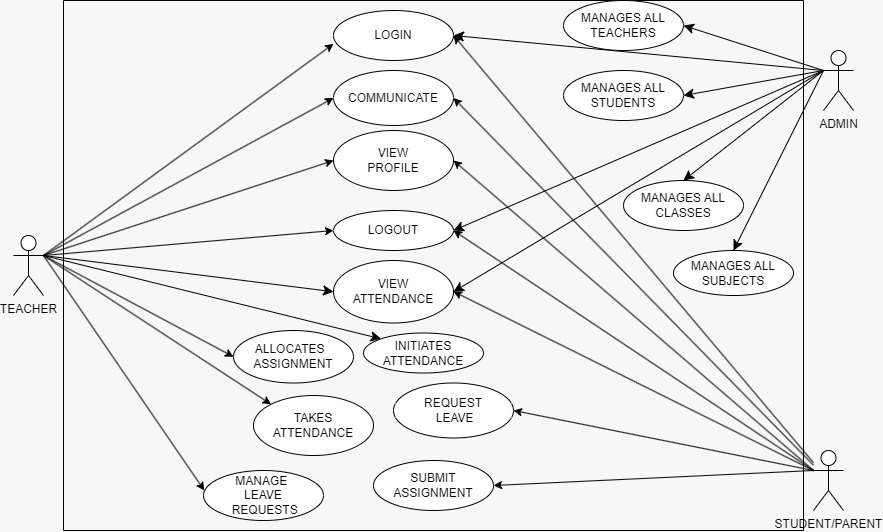 MANAGES ALL
TEACHERS
LOGIN
ADMIN
COMMUNICATE
MANAGES ALL
STUDENTS
VIEW
PROFILE
MANAGES ALL
CLASSES
LOGOUT
TEACHER
VIEW
ATTENDANCE
MANAGES ALL
SUBJECTS
ALLOCATES
ASSIGNMENT
INITIATES
ATTENDANCE
REQUEST
LEAVE
TAKES
ATTENDANCE
SUBMIT
ASSIGNMENT
MANAGE
LEAVE
REQUESTS
STUDENT/PARENT